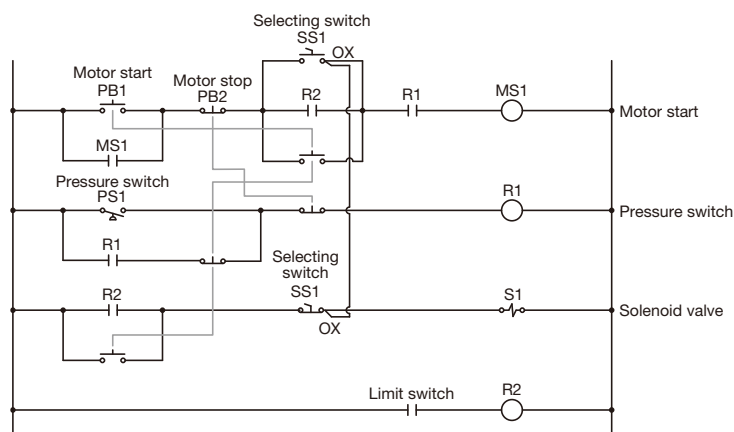 Selecting switch
SS1
OX
Motor start
PB1
Motor stop
PB2
R2
R1
MS1
Motor start
MS1
Pressure switch
PS1
R1
Pressure switch
R1
Selecting
switch
SS1
R2
S1
Solenoid valve
OX
Limit switch
R2